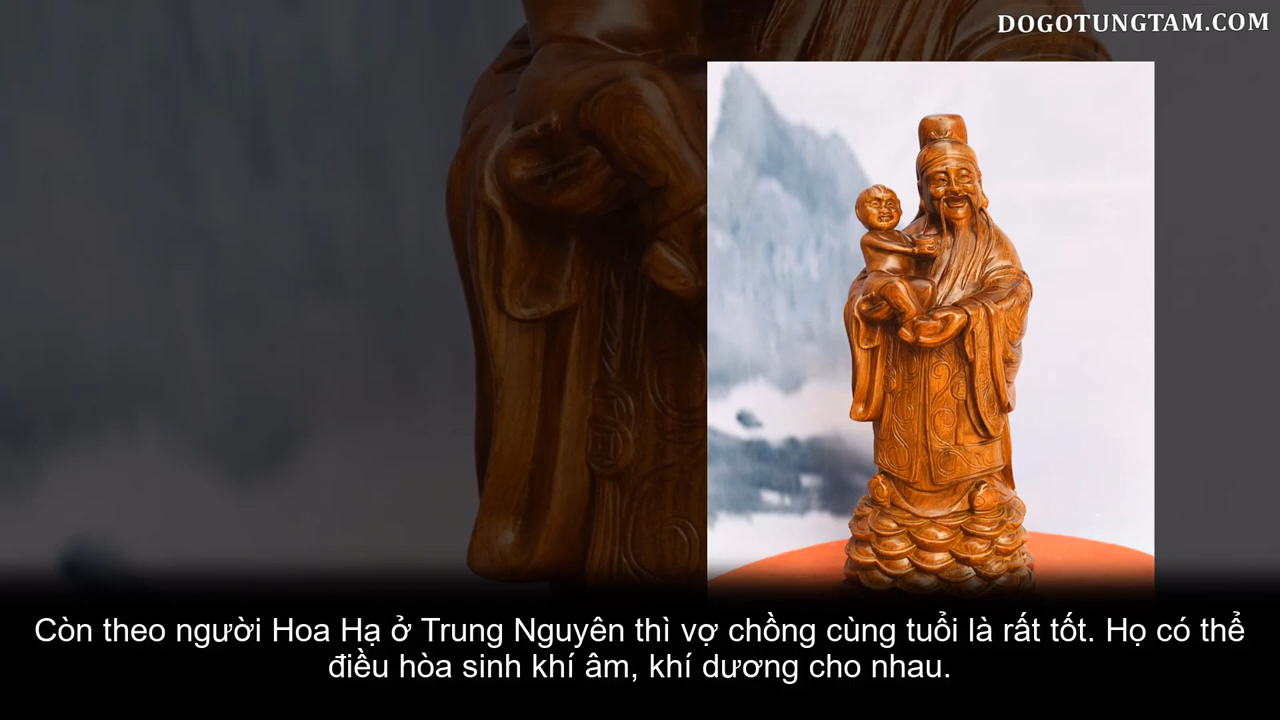 DOGOTUNGTAM.COM
Còn theo người Hoa Hạ ở Trung Nguyên thì vợ chồng cùng tuổi là rất tốt. Họ có thể
điều hòa sinh khí âm, khí dương cho nhau.